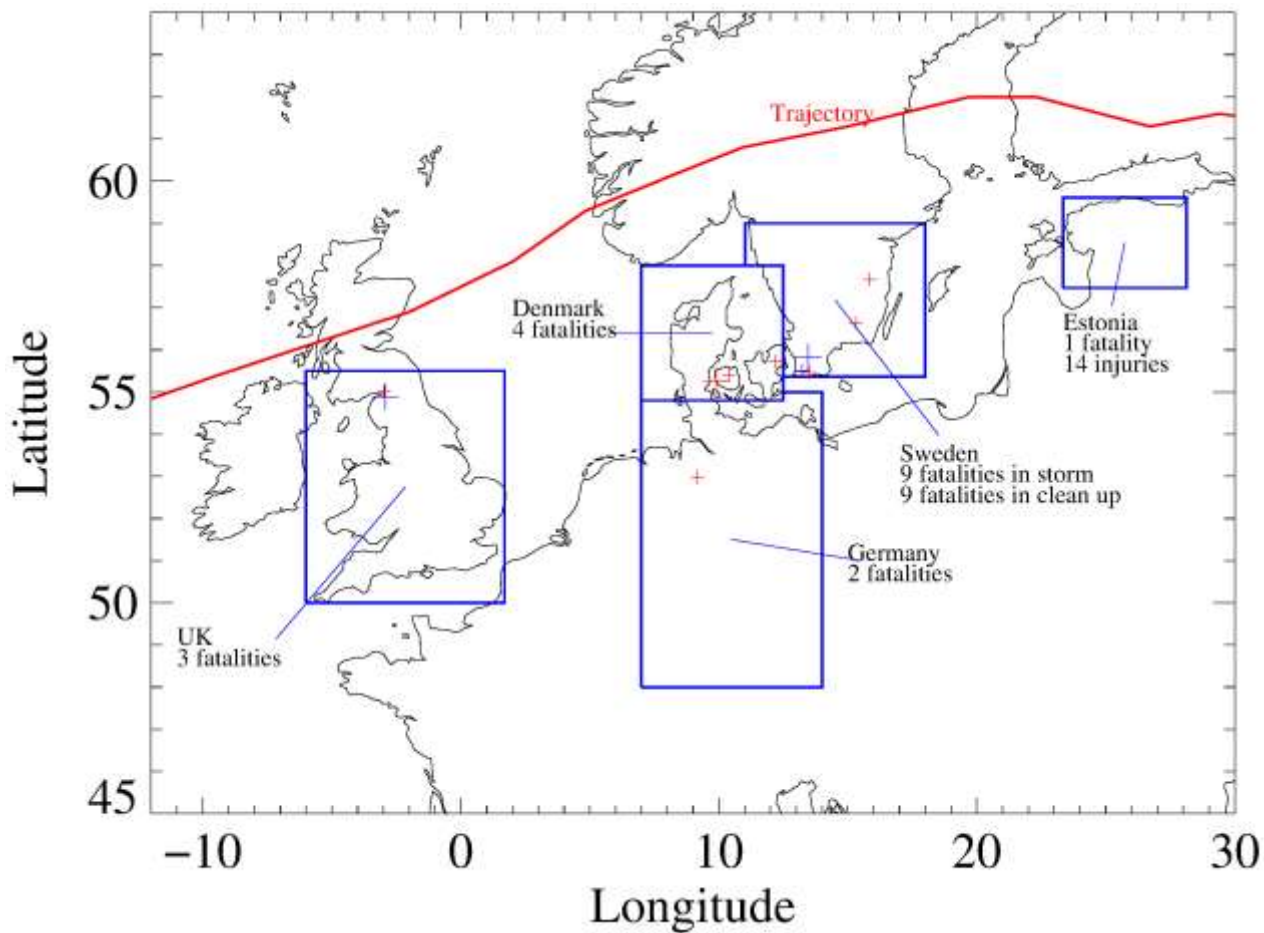 Trajectory
60
Denmark
4 fatalities
Estonia
1 fatality
14 injuries
55
Latitude
Sweden
9 fatalities in storm
9 fatalities in clean up
Germany
2 fatalities
50
UK
3 fatalities
45
−10
0
10
20
30
Longitude